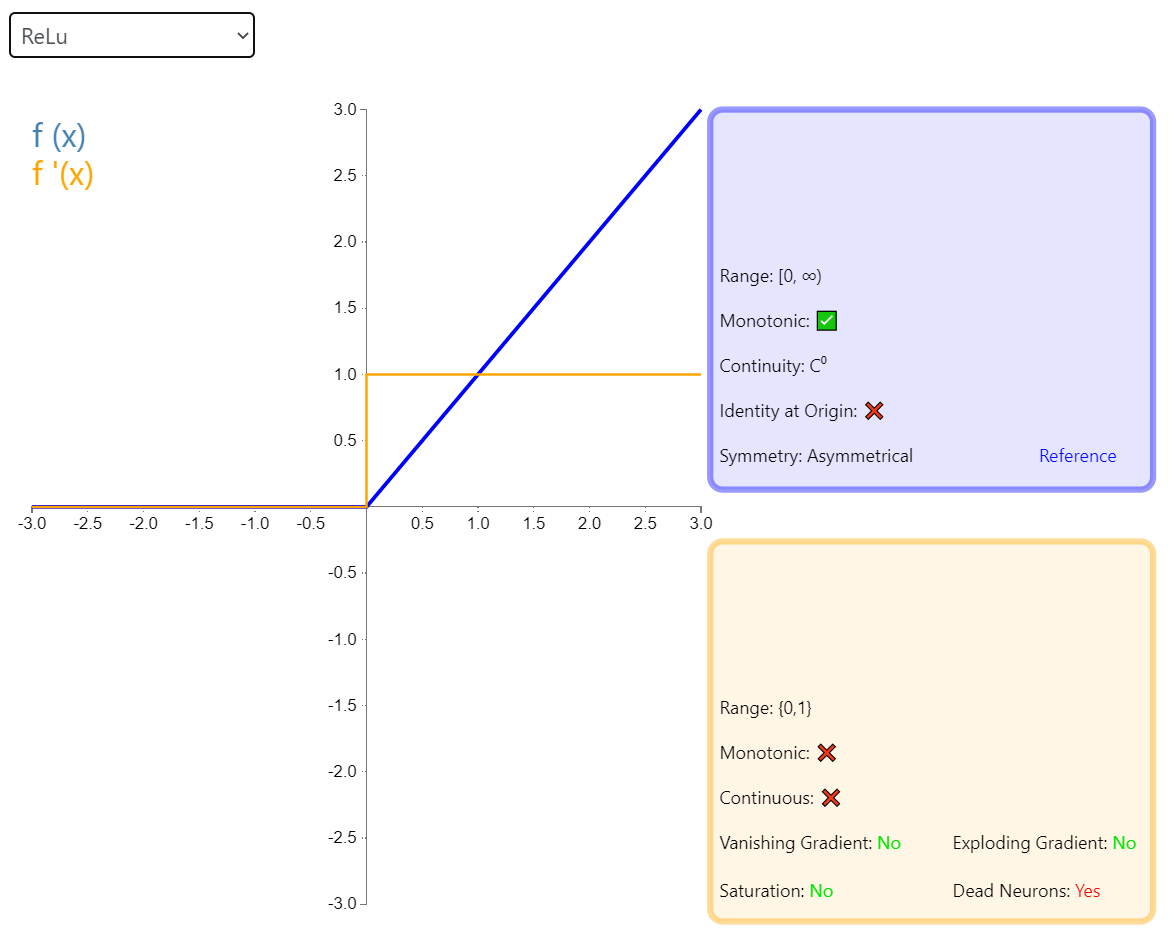 ReLu
f (x)
f '(x)
3.0
2.5
2.0
1.5
1.0
0.5
-3.0 -2.5 -2.0 -1.5 -1.0 -0.5 0.5 1.0 1.5 2.0 2.5 3.0
-0.5
-1.0
-1.5
-2.0
-2.5
-3.0
Range: [0, ∞)
Monotonic: ✅
Continuity: C⁰
Identity at Origin: ❌
Symmetry: Asymmetrical Reference
Range: {0,1}
Monotonic: ❌
Continuous: ❌
Vanishing Gradient: No Exploding Gradient: No
Saturation: No Dead Neurons: Yes